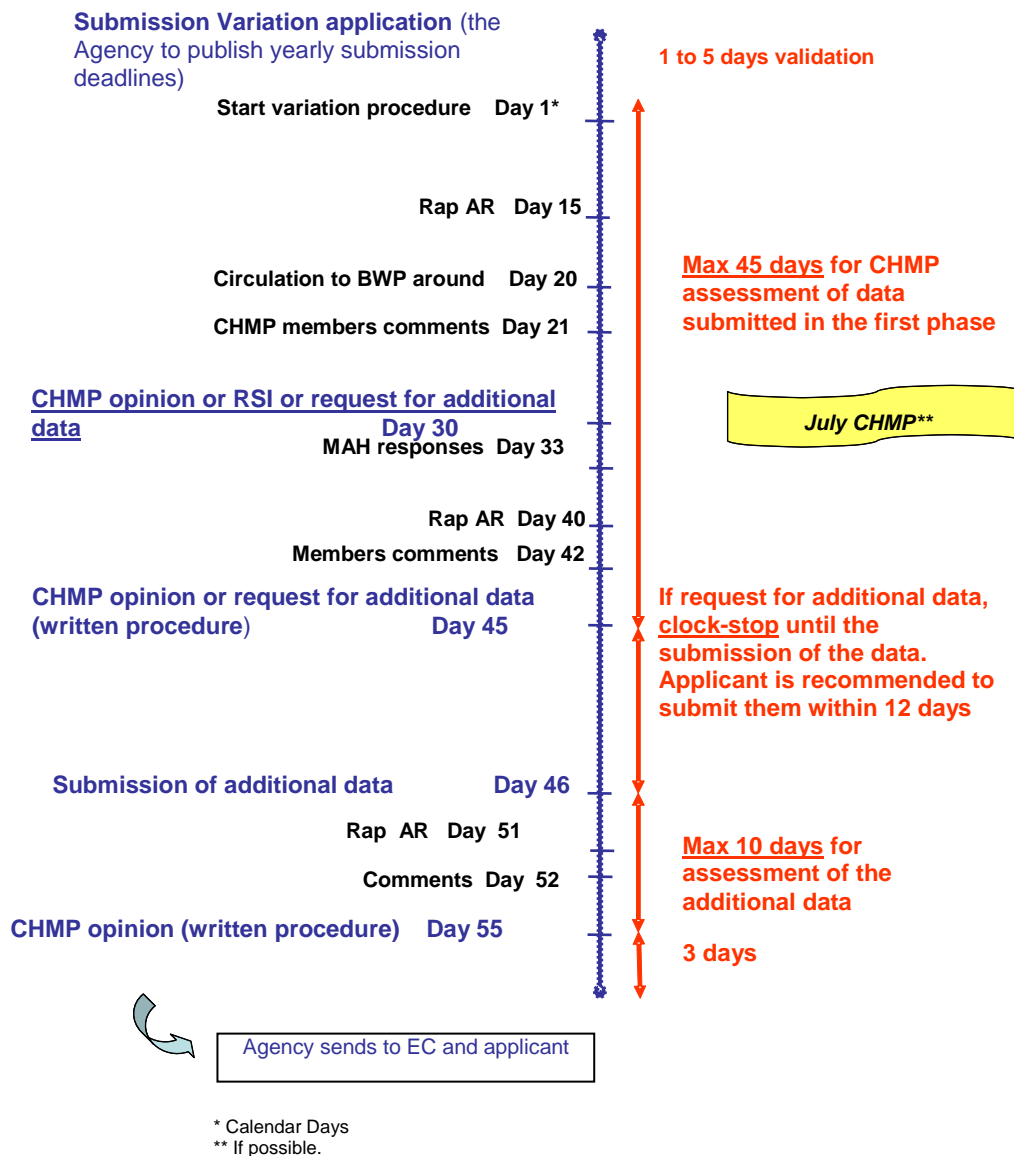 Submission Variation application (the
Agency to publish yearly submission
deadlines)
1 to 5 days validation
Start variation procedure Day 1*
Rap AR Day 15
Circulation to BWP around Day 20
CHMP members comments Day 21
Max 45 days for CHMP
assessment of data
submitted in the first phase
CHMP opinion or RSI or request for additional
data Day 30
July CHMP**
MAH responses Day 33
Rap AR Day 40
Members comments Day 42
CHMP opinion or request for additional data
(written procedure) Day 45
If request for additional data,
clock-stop until the
submission of the data.
Applicant is recommended to
submit them within 12 days
Submission of additional data Day 46
Rap AR Day 51
Comments Day 52
Max 10 days for
assessment of the
additional data
CHMP opinion (written procedure) Day 55
3 days
Agency sends to EC and applicant
* Calendar Days
** If possible.